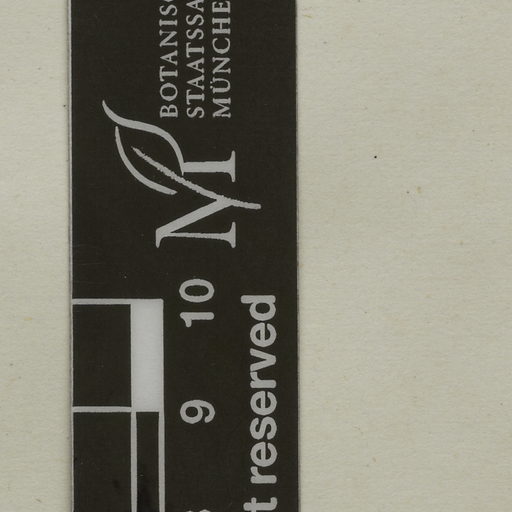 BOTANIS
STAATSSA
MÜNCHE
M
9 10
t reserved